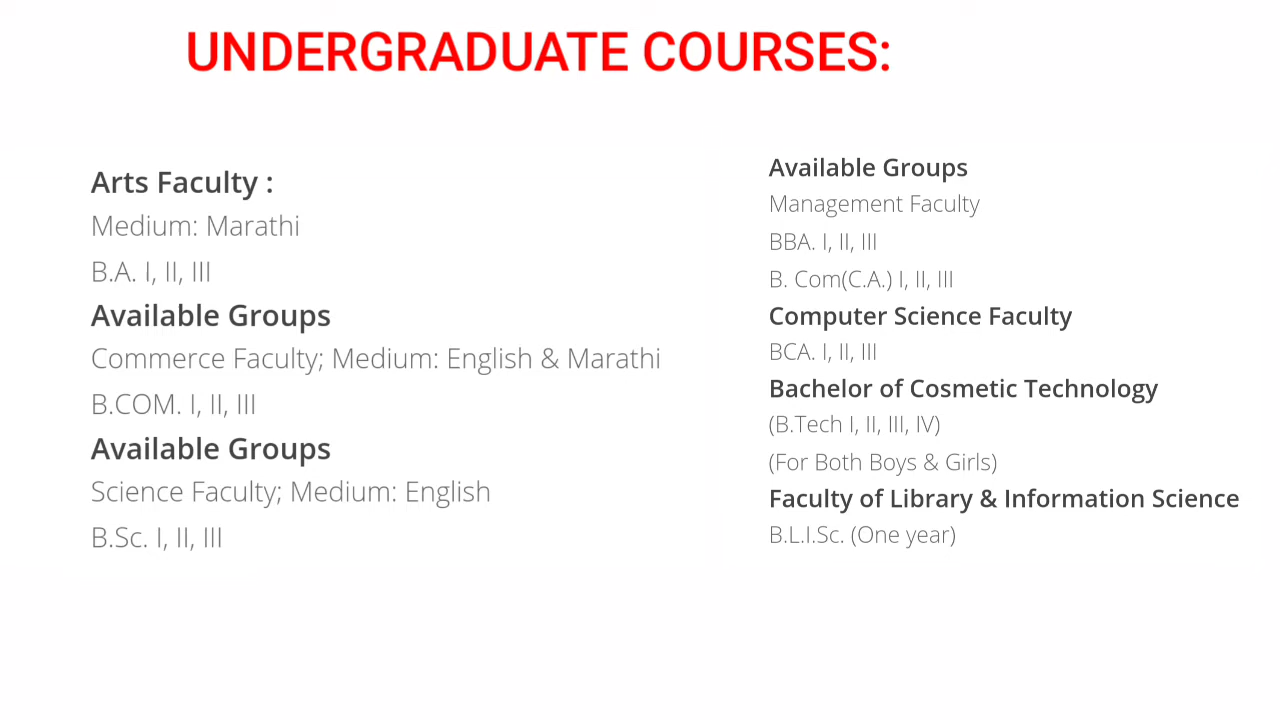 UNDERGRADUATE COURSES:
Arts Faculty :
Medium: Marathi
B.A. I, II, III
Available Groups
Commerce Faculty; Medium: English & Marathi
B.COM. I, II, III
Available Groups
Science Faculty; Medium: English
B.Sc. I, II, III
Available Groups
Management Faculty
BBA. I, II, III
B. Com(C.A.) I, II, III
Computer Science Faculty
BCA. I, II, III
Bachelor of Cosmetic Technology
(B.Tech I, II, III, IV)
(For Both Boys & Girls)
Faculty of Library & Information Science
B.L.I.Sc. (One year)